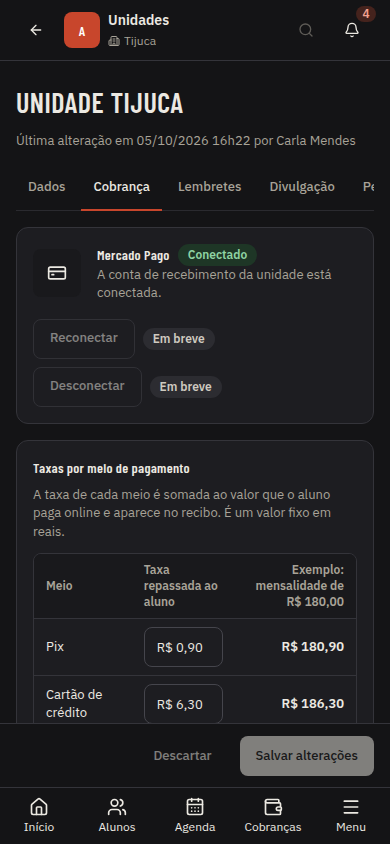 A
Unidades
Tijuca
4
UNIDADE TIJUCA
Última alteração em 05/10/2026 16h22 por Carla Mendes
Dados Cobrança Lembretes Divulgação Pe
Mercado Pago Conectado
A conta de recebimento da unidade está
conectada.
Reconectar Em breve
Desconectar Em breve
Taxas por meio de pagamento
A taxa de cada meio é somada ao valor que o aluno
paga online e aparece no recibo. É um valor fixo em
reais.
Meio
Taxa
repassada ao
aluno
Exemplo:
mensalidade de
R$ 180,00
Pix R$ 0,90 R$ 180,90
Cartão de
crédito
R$ 6,30 R$ 186,30
Descartar Salvar alterações
Início Alunos Agenda Cobranças Menu